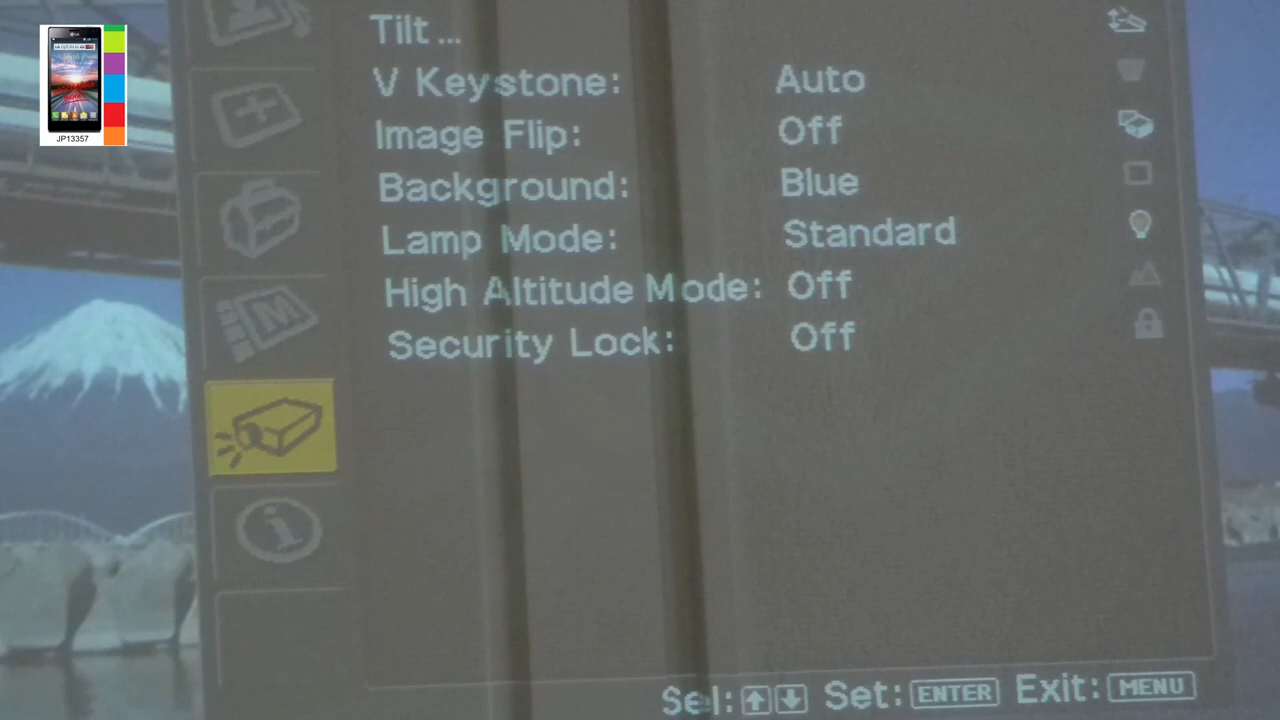 Tilt ...
V Keystone: Auto
Image Flip: Off
Background: Blue
Lamp Mode: Standard
High Altitude Mode: Off
Security Lock: Off
M
i
Sel: Set: ENTER Exit: MENU
LG
JP13357